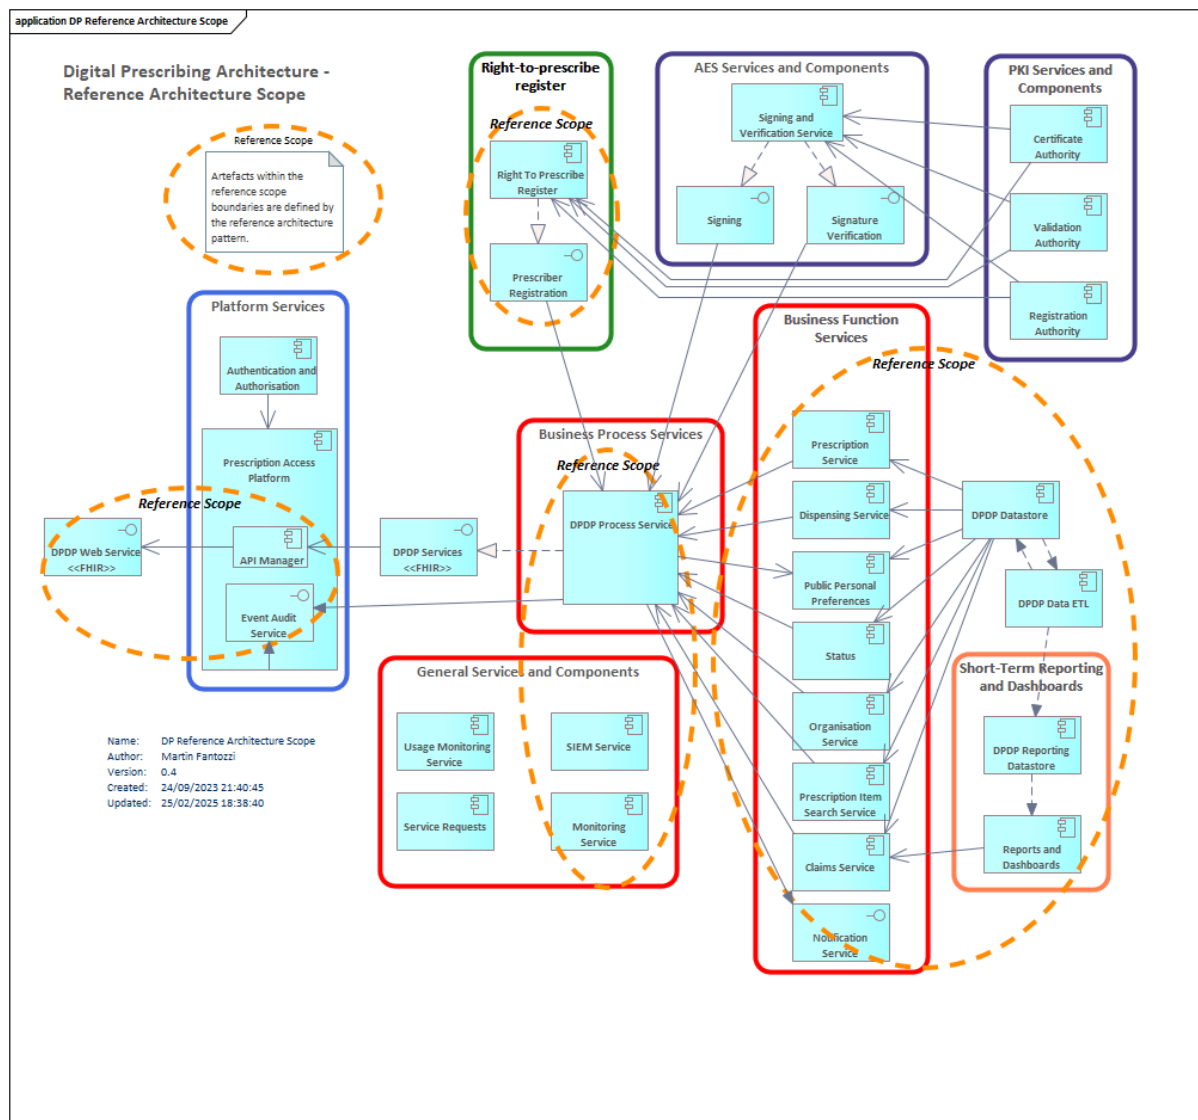 application DP Reference Architecture Scope
Digital Prescribing Architecture -
Reference Architecture Scope
Reference Scope
Artefacts within the
reference scope
boundaries are defined by
the reference architecture
pattern.
Right-to-prescribe
register
Reference Scope
Right To Prescribe
Register
Prescriber
Registration
AES Services and Components
Signing and
Verification Service
Signing
Signature
Verification
PKI Services and
Components
Certificate
Authority
Validation
Authority
Registration
Authority
Platform Services
Authentication and
Authorisation
Prescription Access
Platform
Reference Scope
DPDP Web Service
<<FHIR>>
API Manager
Event Audit
Service
DPDP Services
<<FHIR>>
Business Process Services
Reference Scope
DPDP Process Service
Business Function
Services
Reference Scope
Prescription
Service
Dispensing Service
Public Personal
Preferences
Status
Organisation
Service
Prescription Item
Search Service
Claims Service
Notification
Service
DPDP Datastore
DPDP Data ETL
Short-Term Reporting
and Dashboards
DPDP Reporting
Datastore
Reports and
Dashboards
General Services and Components
Usage Monitoring
Service
SIEM Service
Service Requests
Monitoring
Service
Name: DP Reference Architecture Scope
Author: Martin Fantozzi
Version: 0.4
Created: 24/09/2023 21:40:45
Updated: 25/02/2025 18:38:40